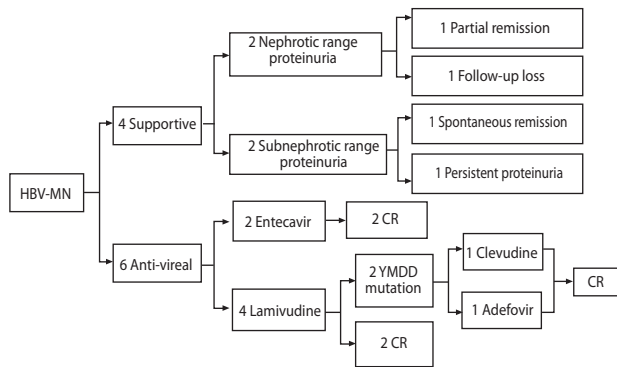 HBV-MN
4 Supportive
2 Nephrotic range
proteinuria
1 Partial remission
1 Follow-up loss
2 Subnephrotic range
proteinuria
1 Spontaneous remission
1 Persistent proteinuria
6 Anti-vireal
2 Entecavir
2 CR
4 Lamivudine
2 YMDD
mutation
1 Clevudine
1 Adefovir
CR
2 CR